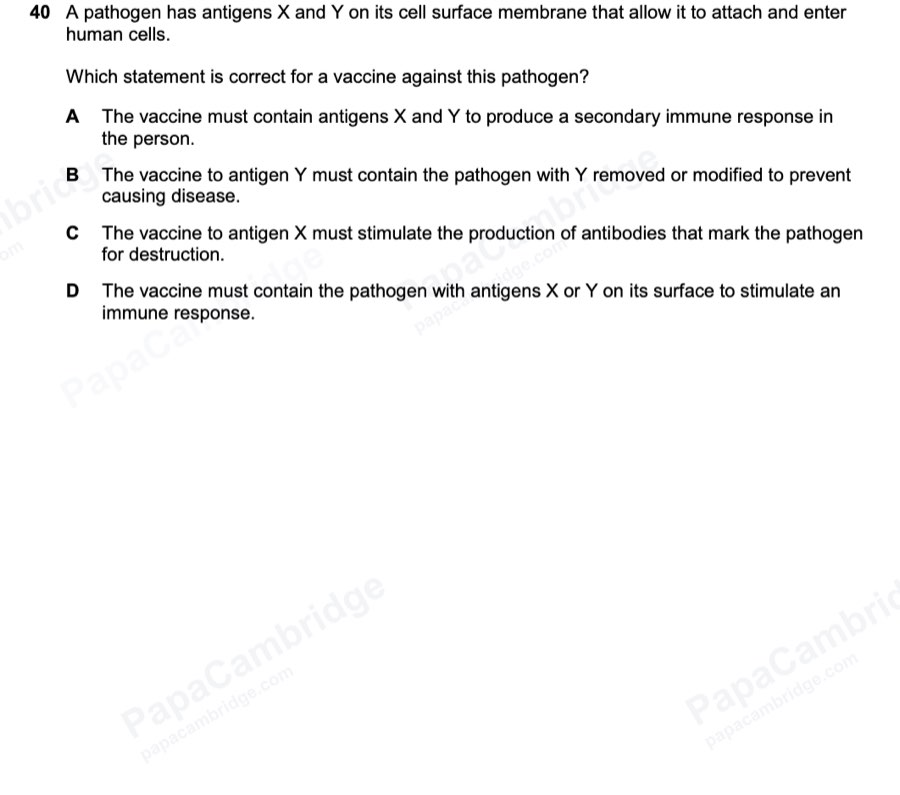 40 A pathogen has antigens X and Y on its cell surface membrane that allow it to attach and enter
human cells.
Which statement is correct for a vaccine against this pathogen?
A The vaccine must contain antigens X and Y to produce a secondary immune response in
the person.
B The vaccine to antigen Y must contain the pathogen with Y removed or modified to prevent
causing disease.
C The vaccine to antigen X must stimulate the production of antibodies that mark the pathogen
for destruction.
D The vaccine must contain the pathogen with antigens X or Y on its surface to stimulate an
immune response.
PapaCambridge
papacambridge.com
PapaCambrid
papacambridge.com